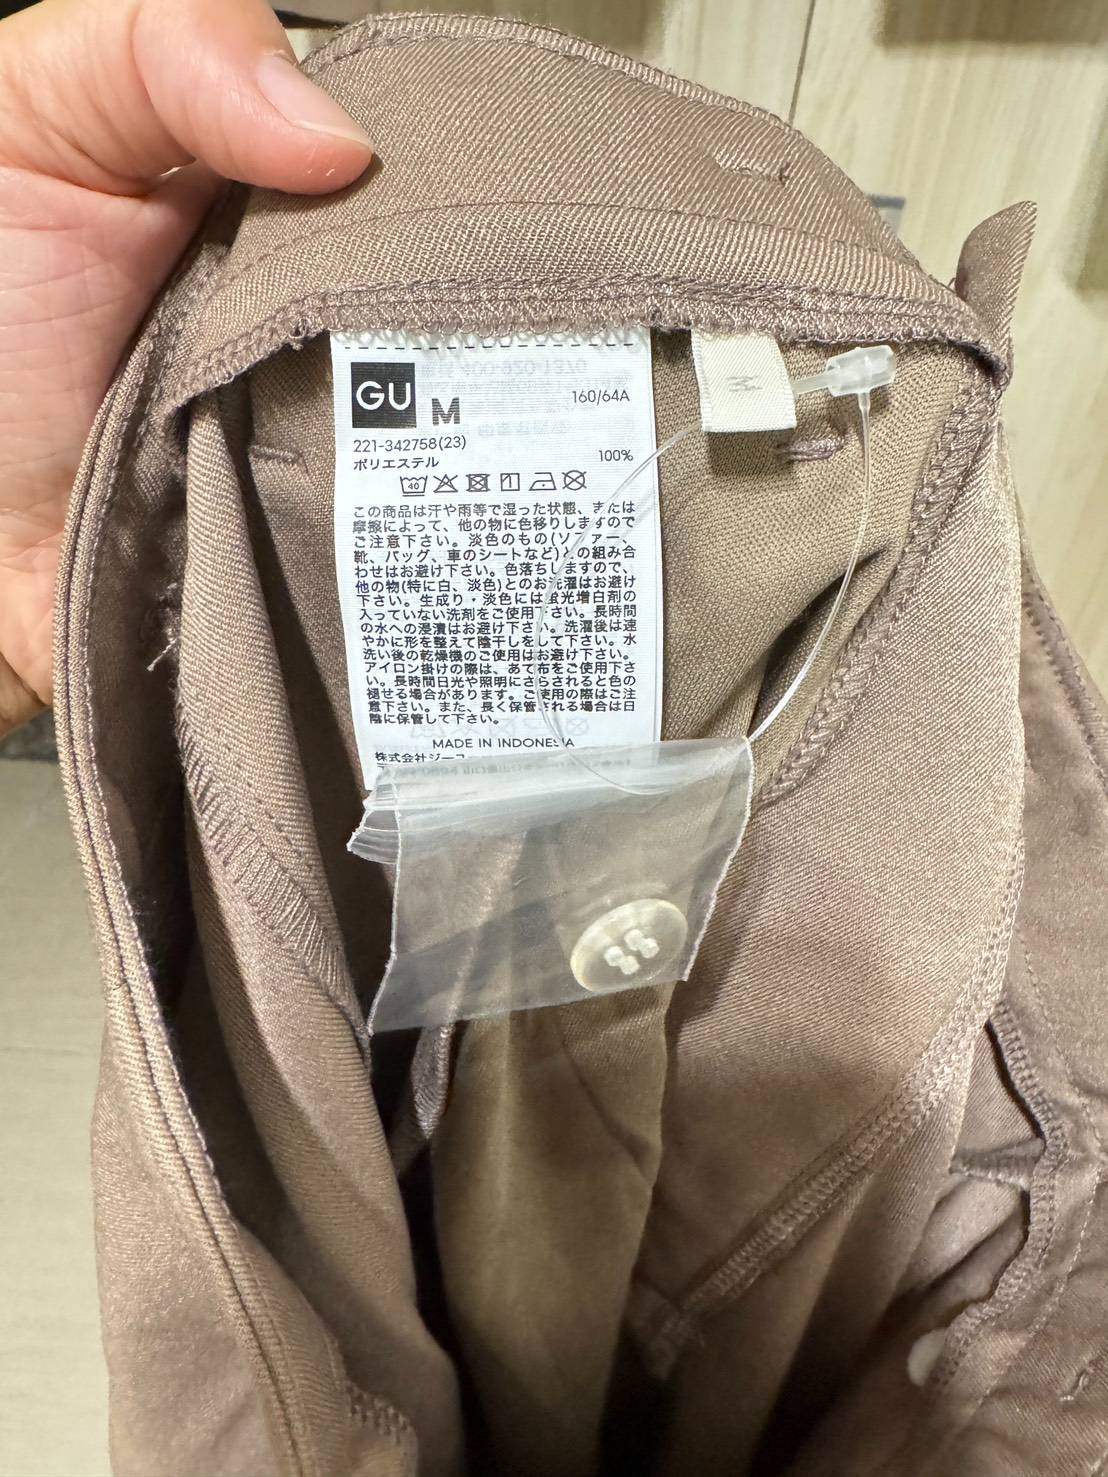 GU
M
160/64A
221-342758(23)
ポリエステル 100%
40
この商品は汗や雨等で湿った状態、または
摩擦によって、他の物に色移りしますので
ご注意下さい。淡色のもの(ソファー、
靴、バッグ、車のシートなど)との組み合
わせはお避け下さい。色落ちしますので、
他の物(特に白、淡色)とのお洗濯はお避け
下さい。生成り・淡色には蛍光増白剤の
入っていない洗剤をご使用下さい。長時間
の水への浸漬はお避け下さい。洗濯後は速
やかに形を整えて陰干しをして下さい。水
洗い後の乾燥機のご使用はお避け下さい。
アイロン掛けの際は、あて布をご使用下さ
い。長時間日光や照明にさらされると色の
褪せる場合があります。ご使用の際はご注
意下さい。また、長く保管される場合は日
陰に保管して下さい。
MADE IN INDONESIA
株式会社ジーユー
M